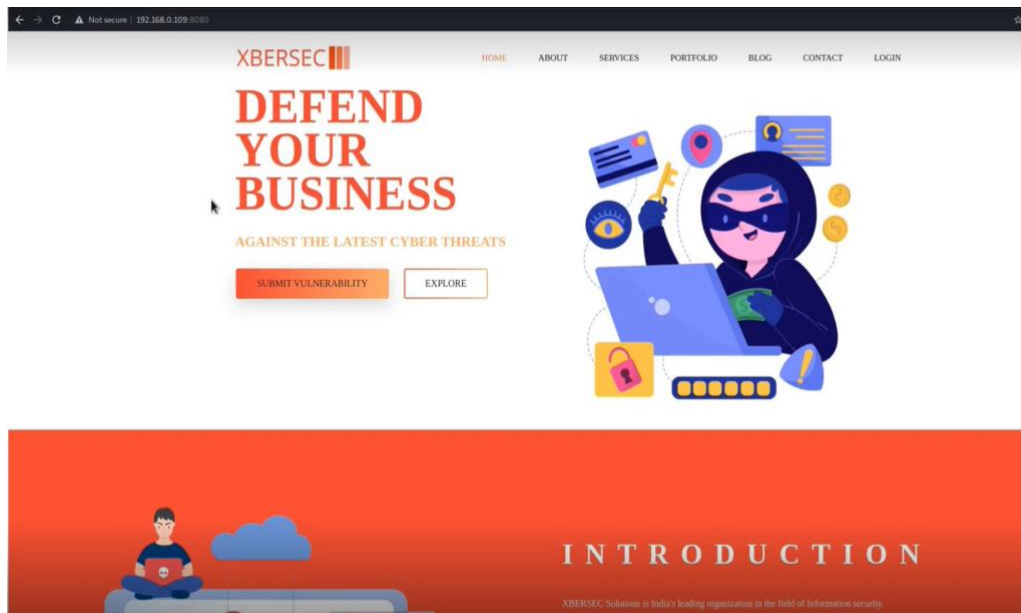 Not secure 192.168.0.109:8080
XBERSEC
HOME ABOUT SERVICES PORTFOLIO BLOG CONTACT LOGIN
DEFEND
YOUR
BUSINESS
AGAINST THE LATEST CYBER THREATS
SUBMIT VULNERABILITY EXPLORE
INTRODUCTION
XBERSEC Solutions is India's leading organization in the field of Information security.